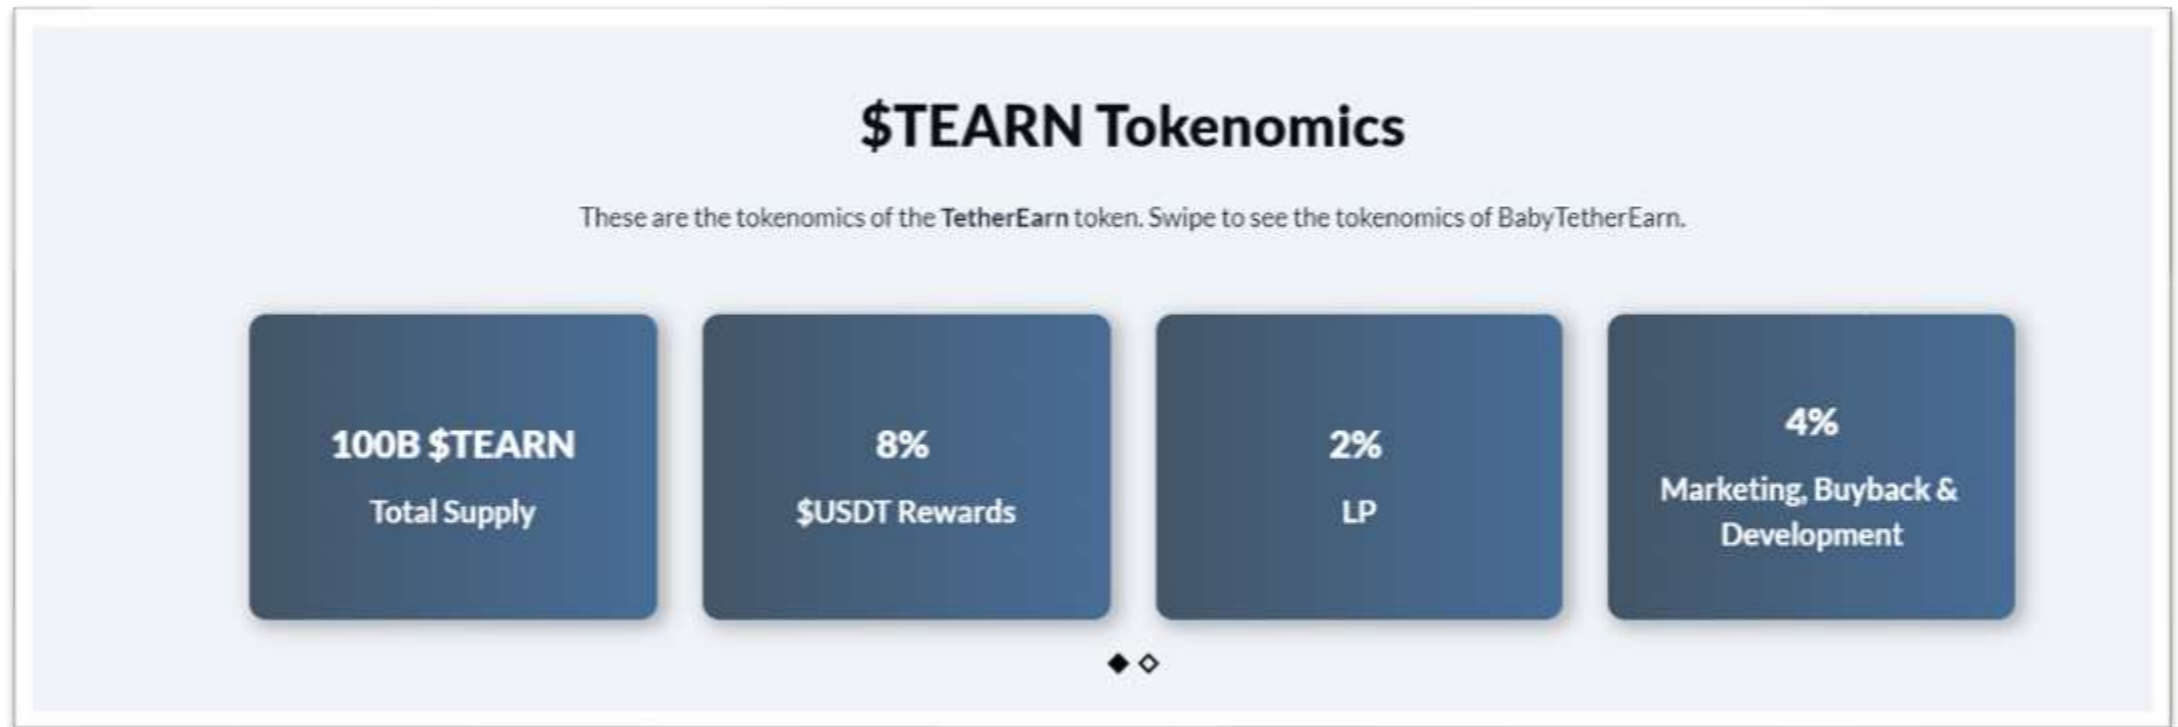 $TEARN Tokenomics
These are the tokenomics of the TetherEarn token. Swipe to see the tokenomics of BabyTetherEarn.
100B $TEARN
Total Supply
8%
$USDT Rewards
2%
LP
4%
Marketing, Buyback &
Development